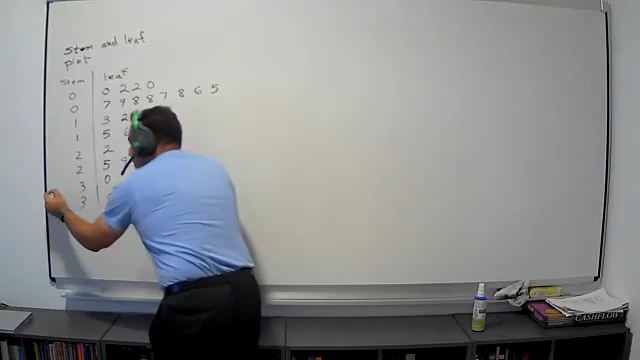 Stem and leaf
plot
Stem leaf
0 0 2 2 0
0 7 9 8 8 7 8 6 5
1 3 2
1 5
2 2
2 5
3 0
3
CASHFLOW